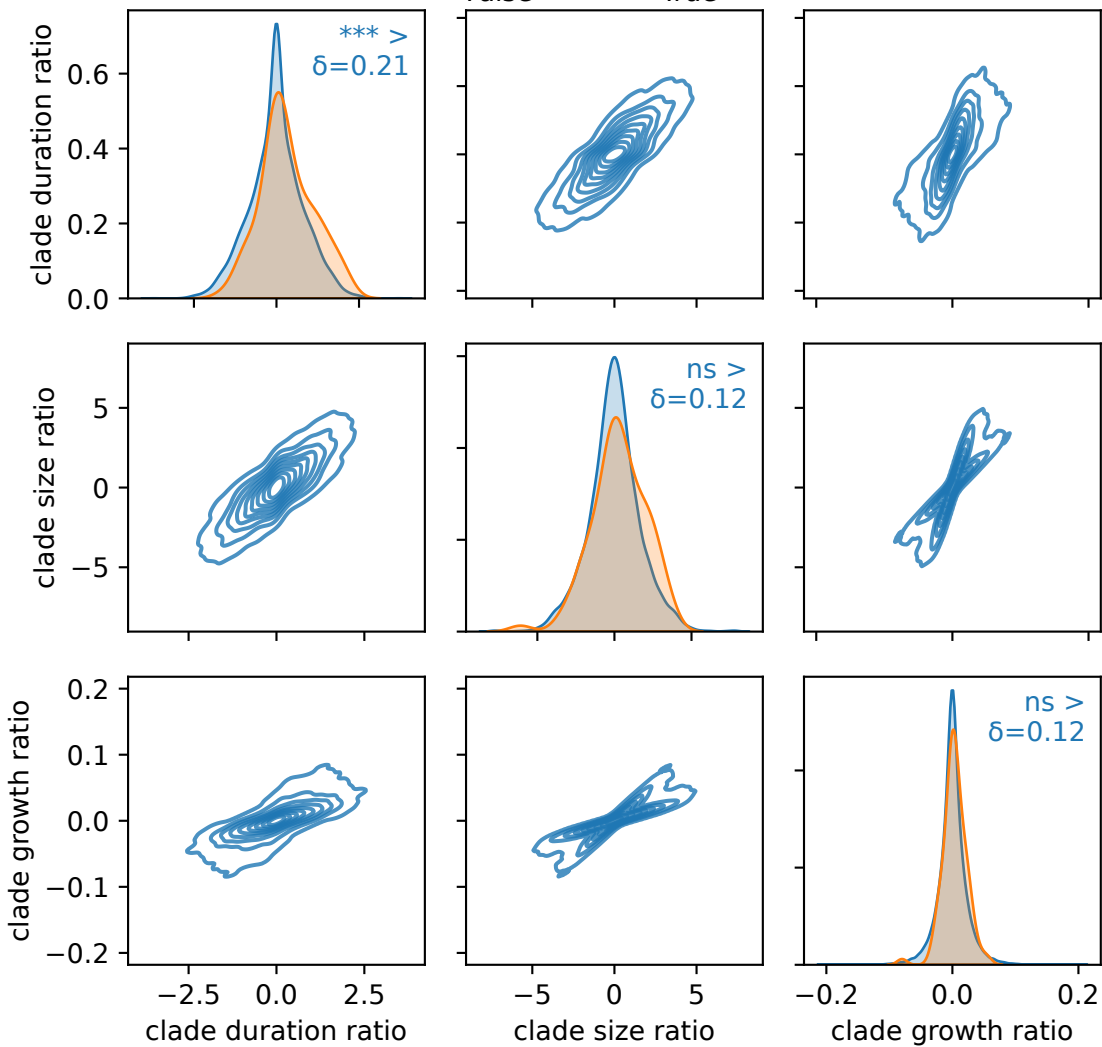 clade duration ratio
0.6
0.4
0.2
0.0
*** >
δ=0.21
clade size ratio
5
0
−5
ns >
δ=0.12
clade growth ratio
0.2
0.1
0.0
−0.1
−0.2
ns >
δ=0.12
−2.5
0.0
2.5
−5
0
5
−0.2
0.0
0.2
clade duration ratio
clade size ratio
clade growth ratio